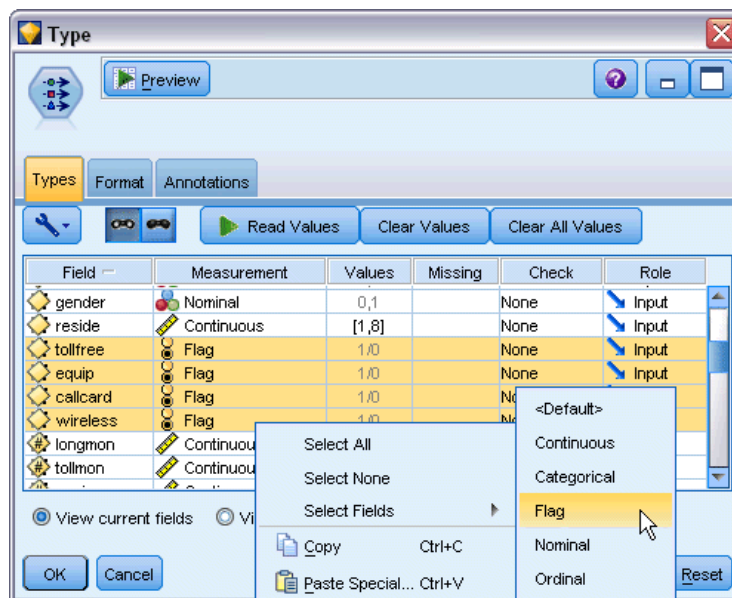 Type
Preview
Types Format Annotations
Read Values Clear Values Clear All Values
Field Measurement Values Missing Check Role
gender Nominal 0,1 None Input
reside Continuous [1,8] None Input
tollfree Flag 1/0 None Input
equip Flag 1/0 None Input
callcard Flag 1/0
wireless Flag 1/0
longmon
tollmon
Select All
Select None
Select Fields
Copy Ctrl+C
Paste Special... Ctrl+V
<Default>
Continuous
Categorical
Flag
Nominal
Ordinal
View current fields
OK Cancel Reset